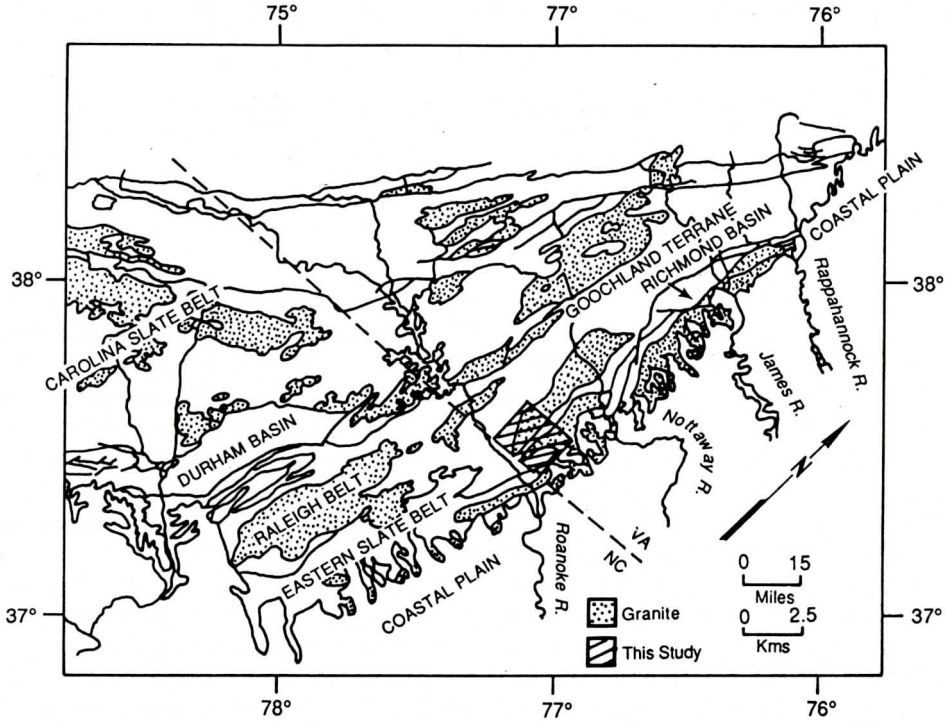 75° 77° 76°
38° 38°
37° 37°
78° 77° 76°
COASTAL PLAIN
GOOCHLAND TERRANE
RICHMOND BASIN
Rappahannock R.
CAROLINA SLATE BELT
James R.
Nottaway R.
DURHAM BASIN
RALEIGH BELT
EASTERN SLATE BELT
COASTAL PLAIN
Roanoke R.
VA
NC
N
0 15
Miles
0 2.5
Kms
Granite
This Study